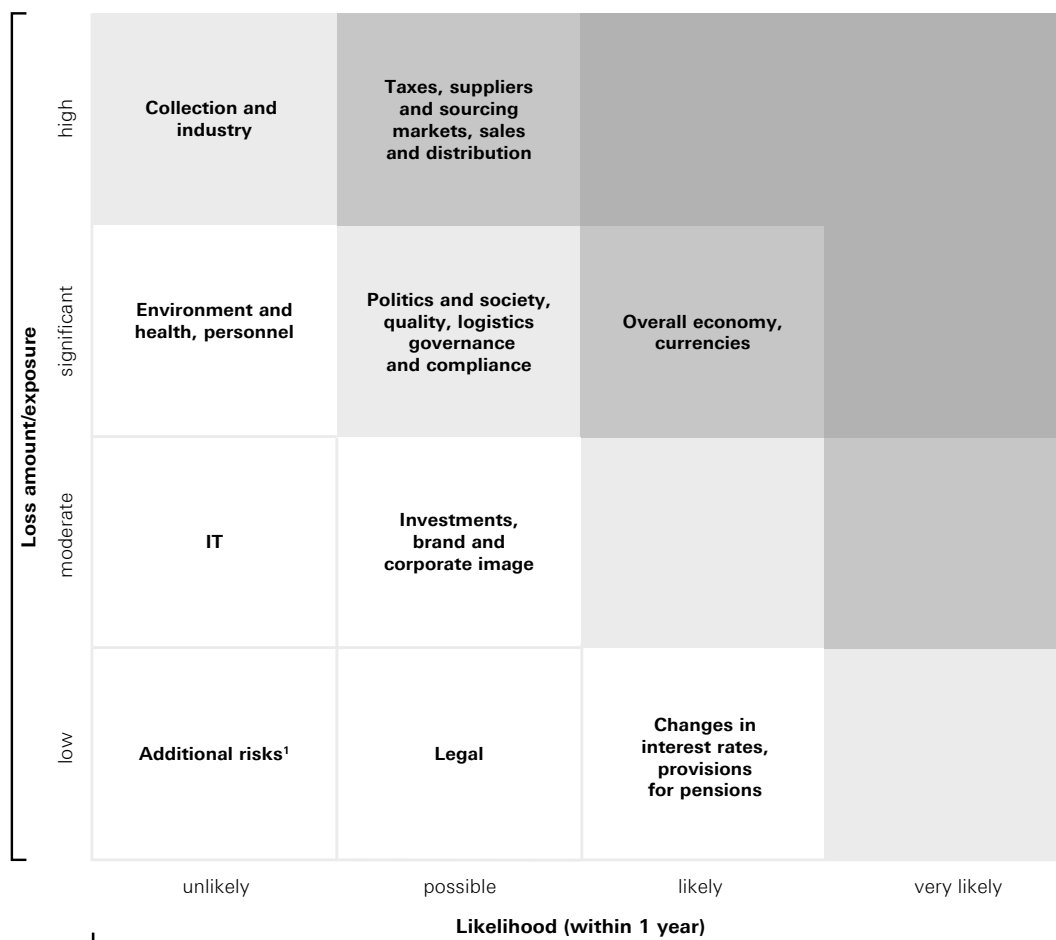 Loss amount/exposure
high
Collection and
industry
Taxes, suppliers
and sourcing
markets, sales
and distribution
significant
Environment and
health, personnel
Politics and society,
quality, logistics
governance
and compliance
Overall economy,
currencies
moderate
IT
Investments,
brand and
corporate image
low
Additional risks¹
Legal
Changes in
interest rates,
provisions
for pensions
unlikely
possible
likely
very likely
Likelihood (within 1 year)